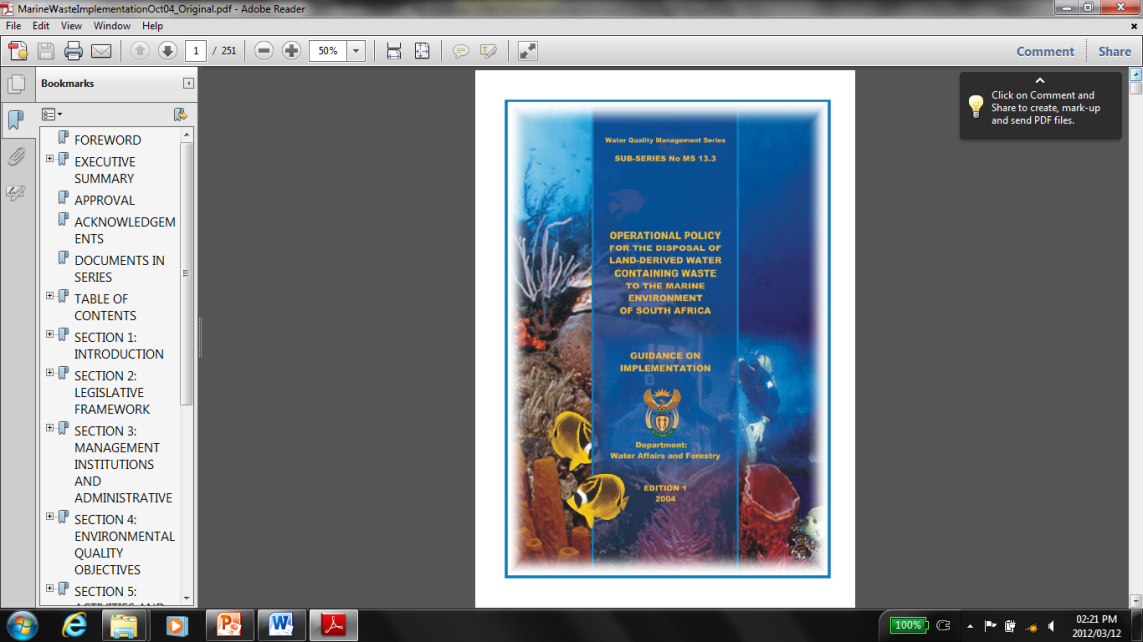 MarineWasteImplementationOct04_Original.pdf - Adobe Reader
File Edit View Window Help
1 / 251
50%
Comment
Share
Bookmarks
FOREWORD
EXECUTIVE
SUMMARY
APPROVAL
ACKNOWLEDGEM
ENTS
DOCUMENTS IN
SERIES
TABLE OF
CONTENTS
SECTION 1:
INTRODUCTION
SECTION 2:
LEGISLATIVE
FRAMEWORK
SECTION 3:
MANAGEMENT
INSTITUTIONS
AND
ADMINISTRATIVE
SECTION 4:
ENVIRONMENTAL
QUALITY
OBJECTIVES
SECTION 5:
ACTIVITIES AND
Water Quality Management Series
SUB-SERIES No MS 13.3
OPERATIONAL POLICY
FOR THE DISPOSAL OF
LAND-DERIVED WATER
CONTAINING WASTE
TO THE MARINE
ENVIRONMENT
OF SOUTH AFRICA
GUIDANCE ON
IMPLEMENTATION
Department:
Water Affairs and Forestry
EDITION 1
2004
Click on Comment and
Share to create, mark-up
and send PDF files.
100%
02:21 PM
2012/03/12